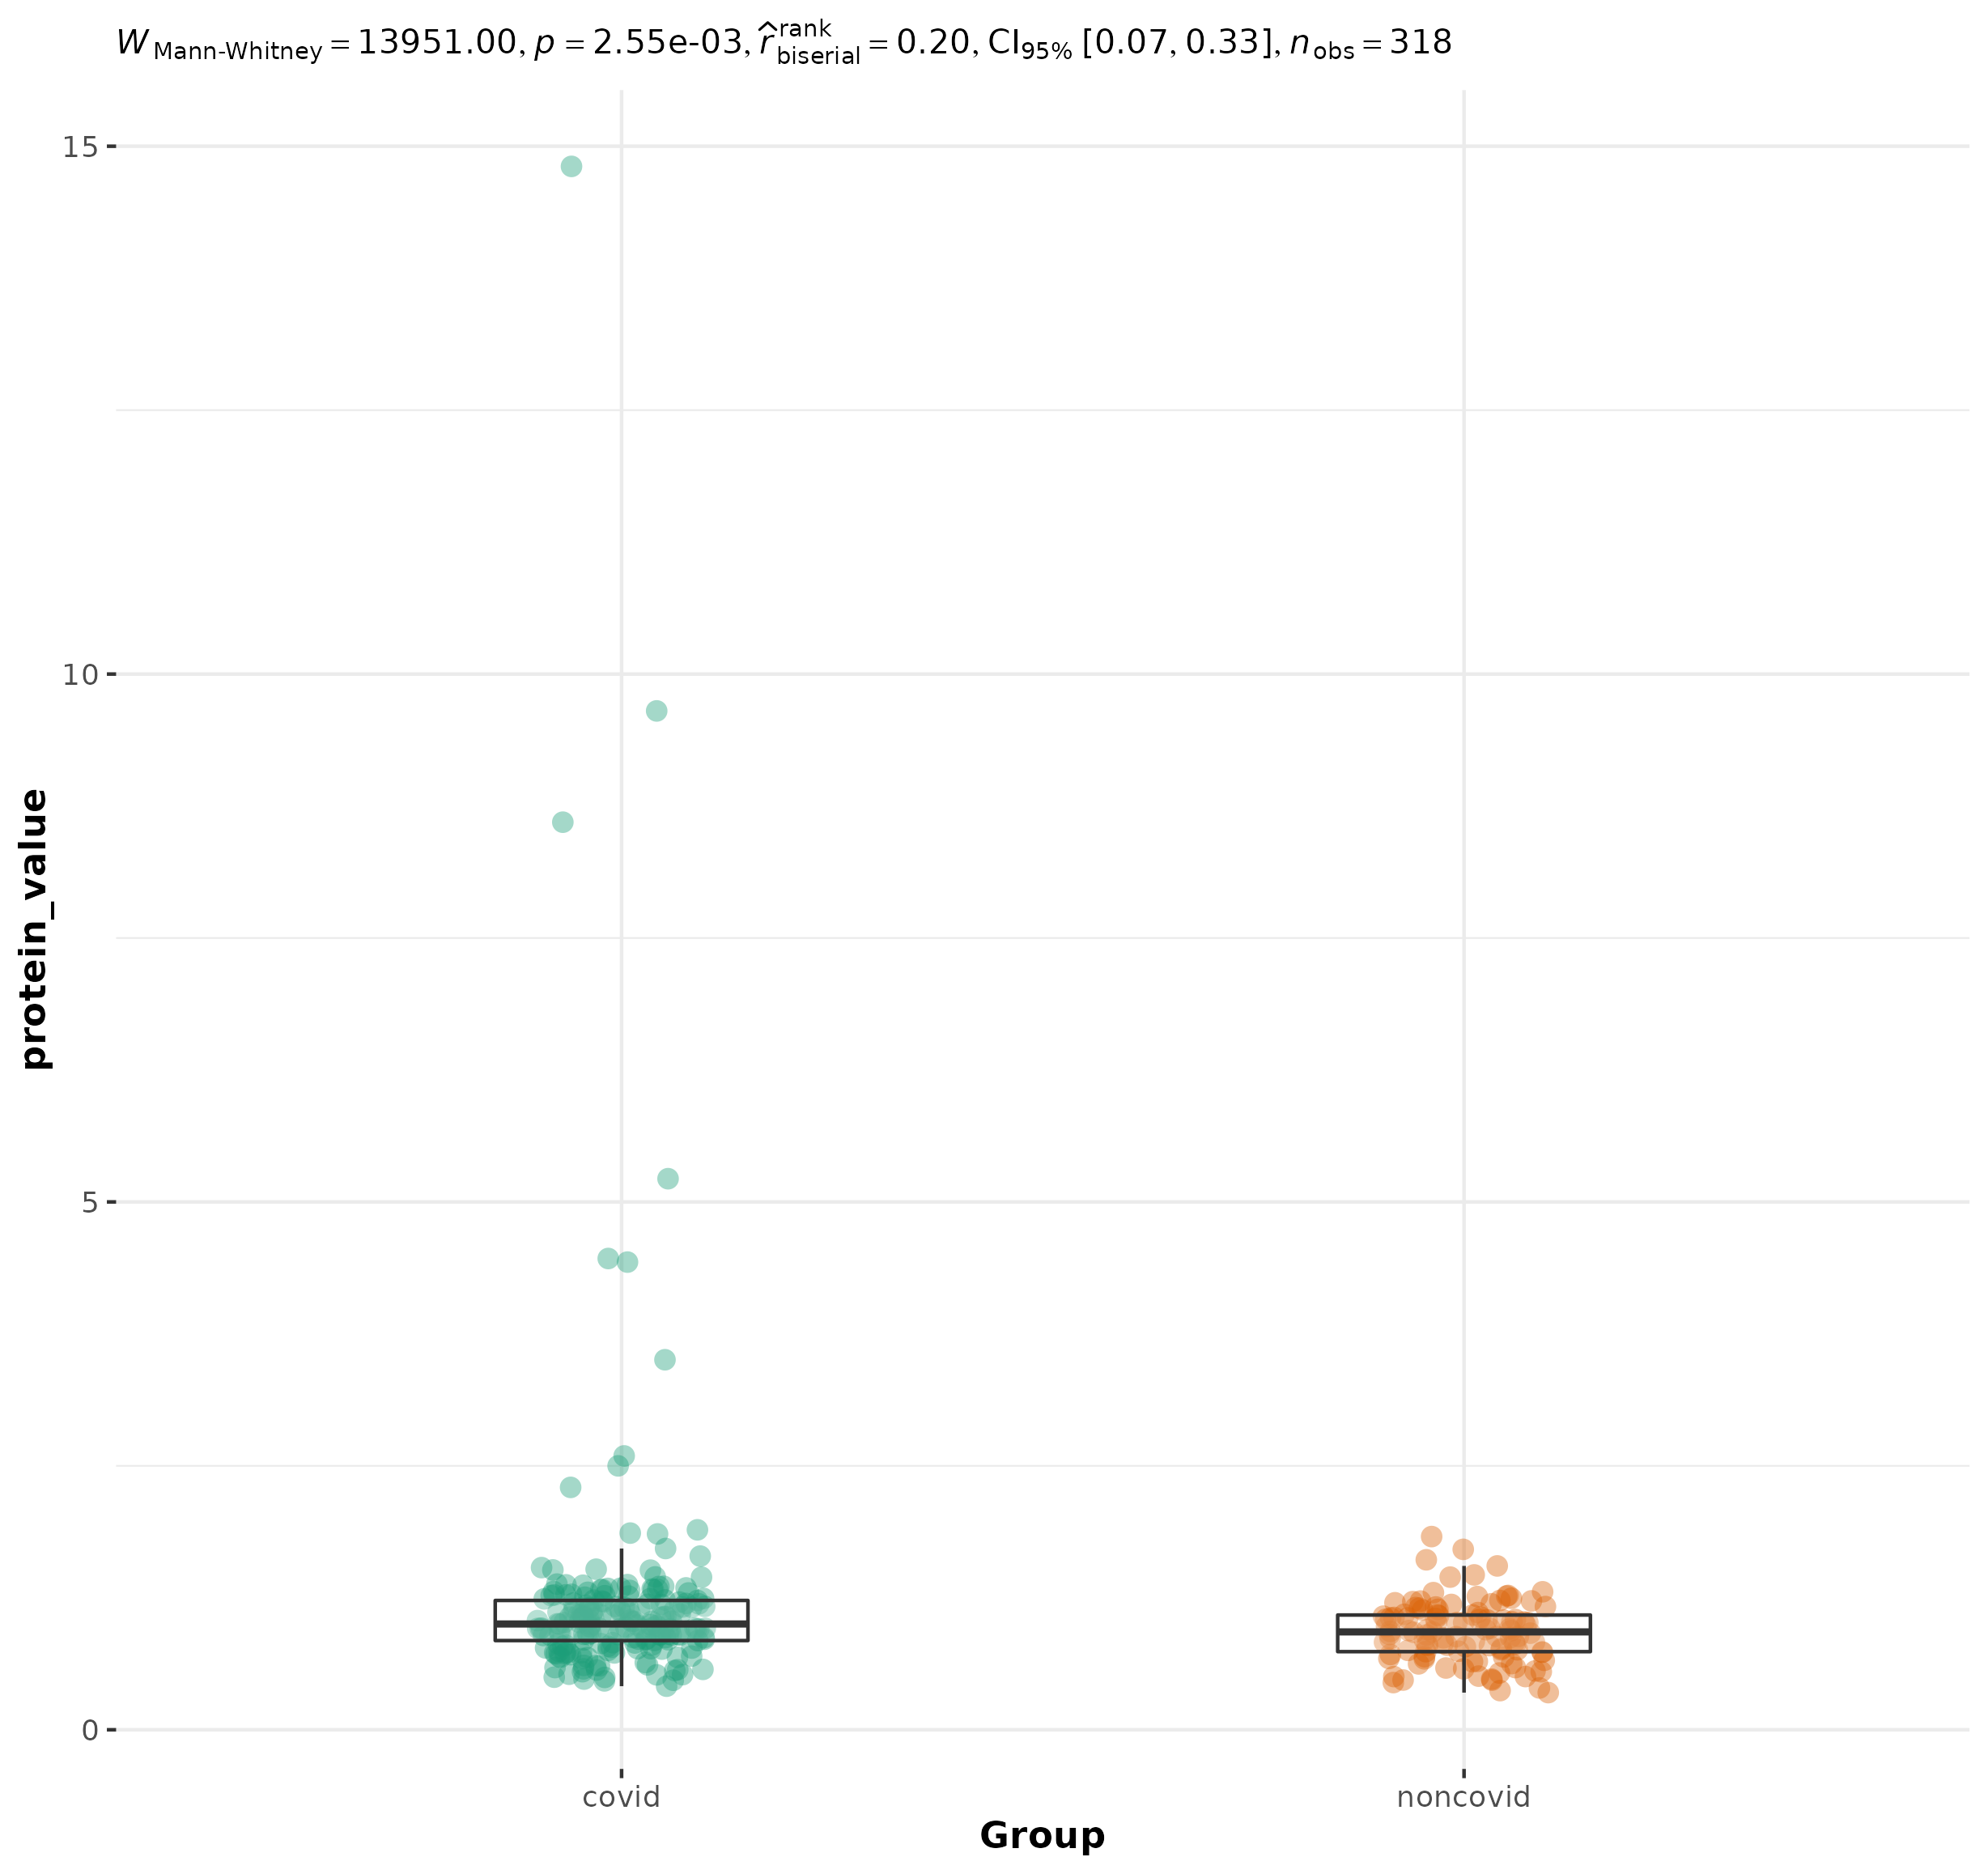 W Mann-Whitney = 13951.00, p = 2.55e-03, r̂ rank biserial = 0.20, CI95% [0.07, 0.33], nobs = 318
15
10
5
0
protein_value
covid
noncovid
Group